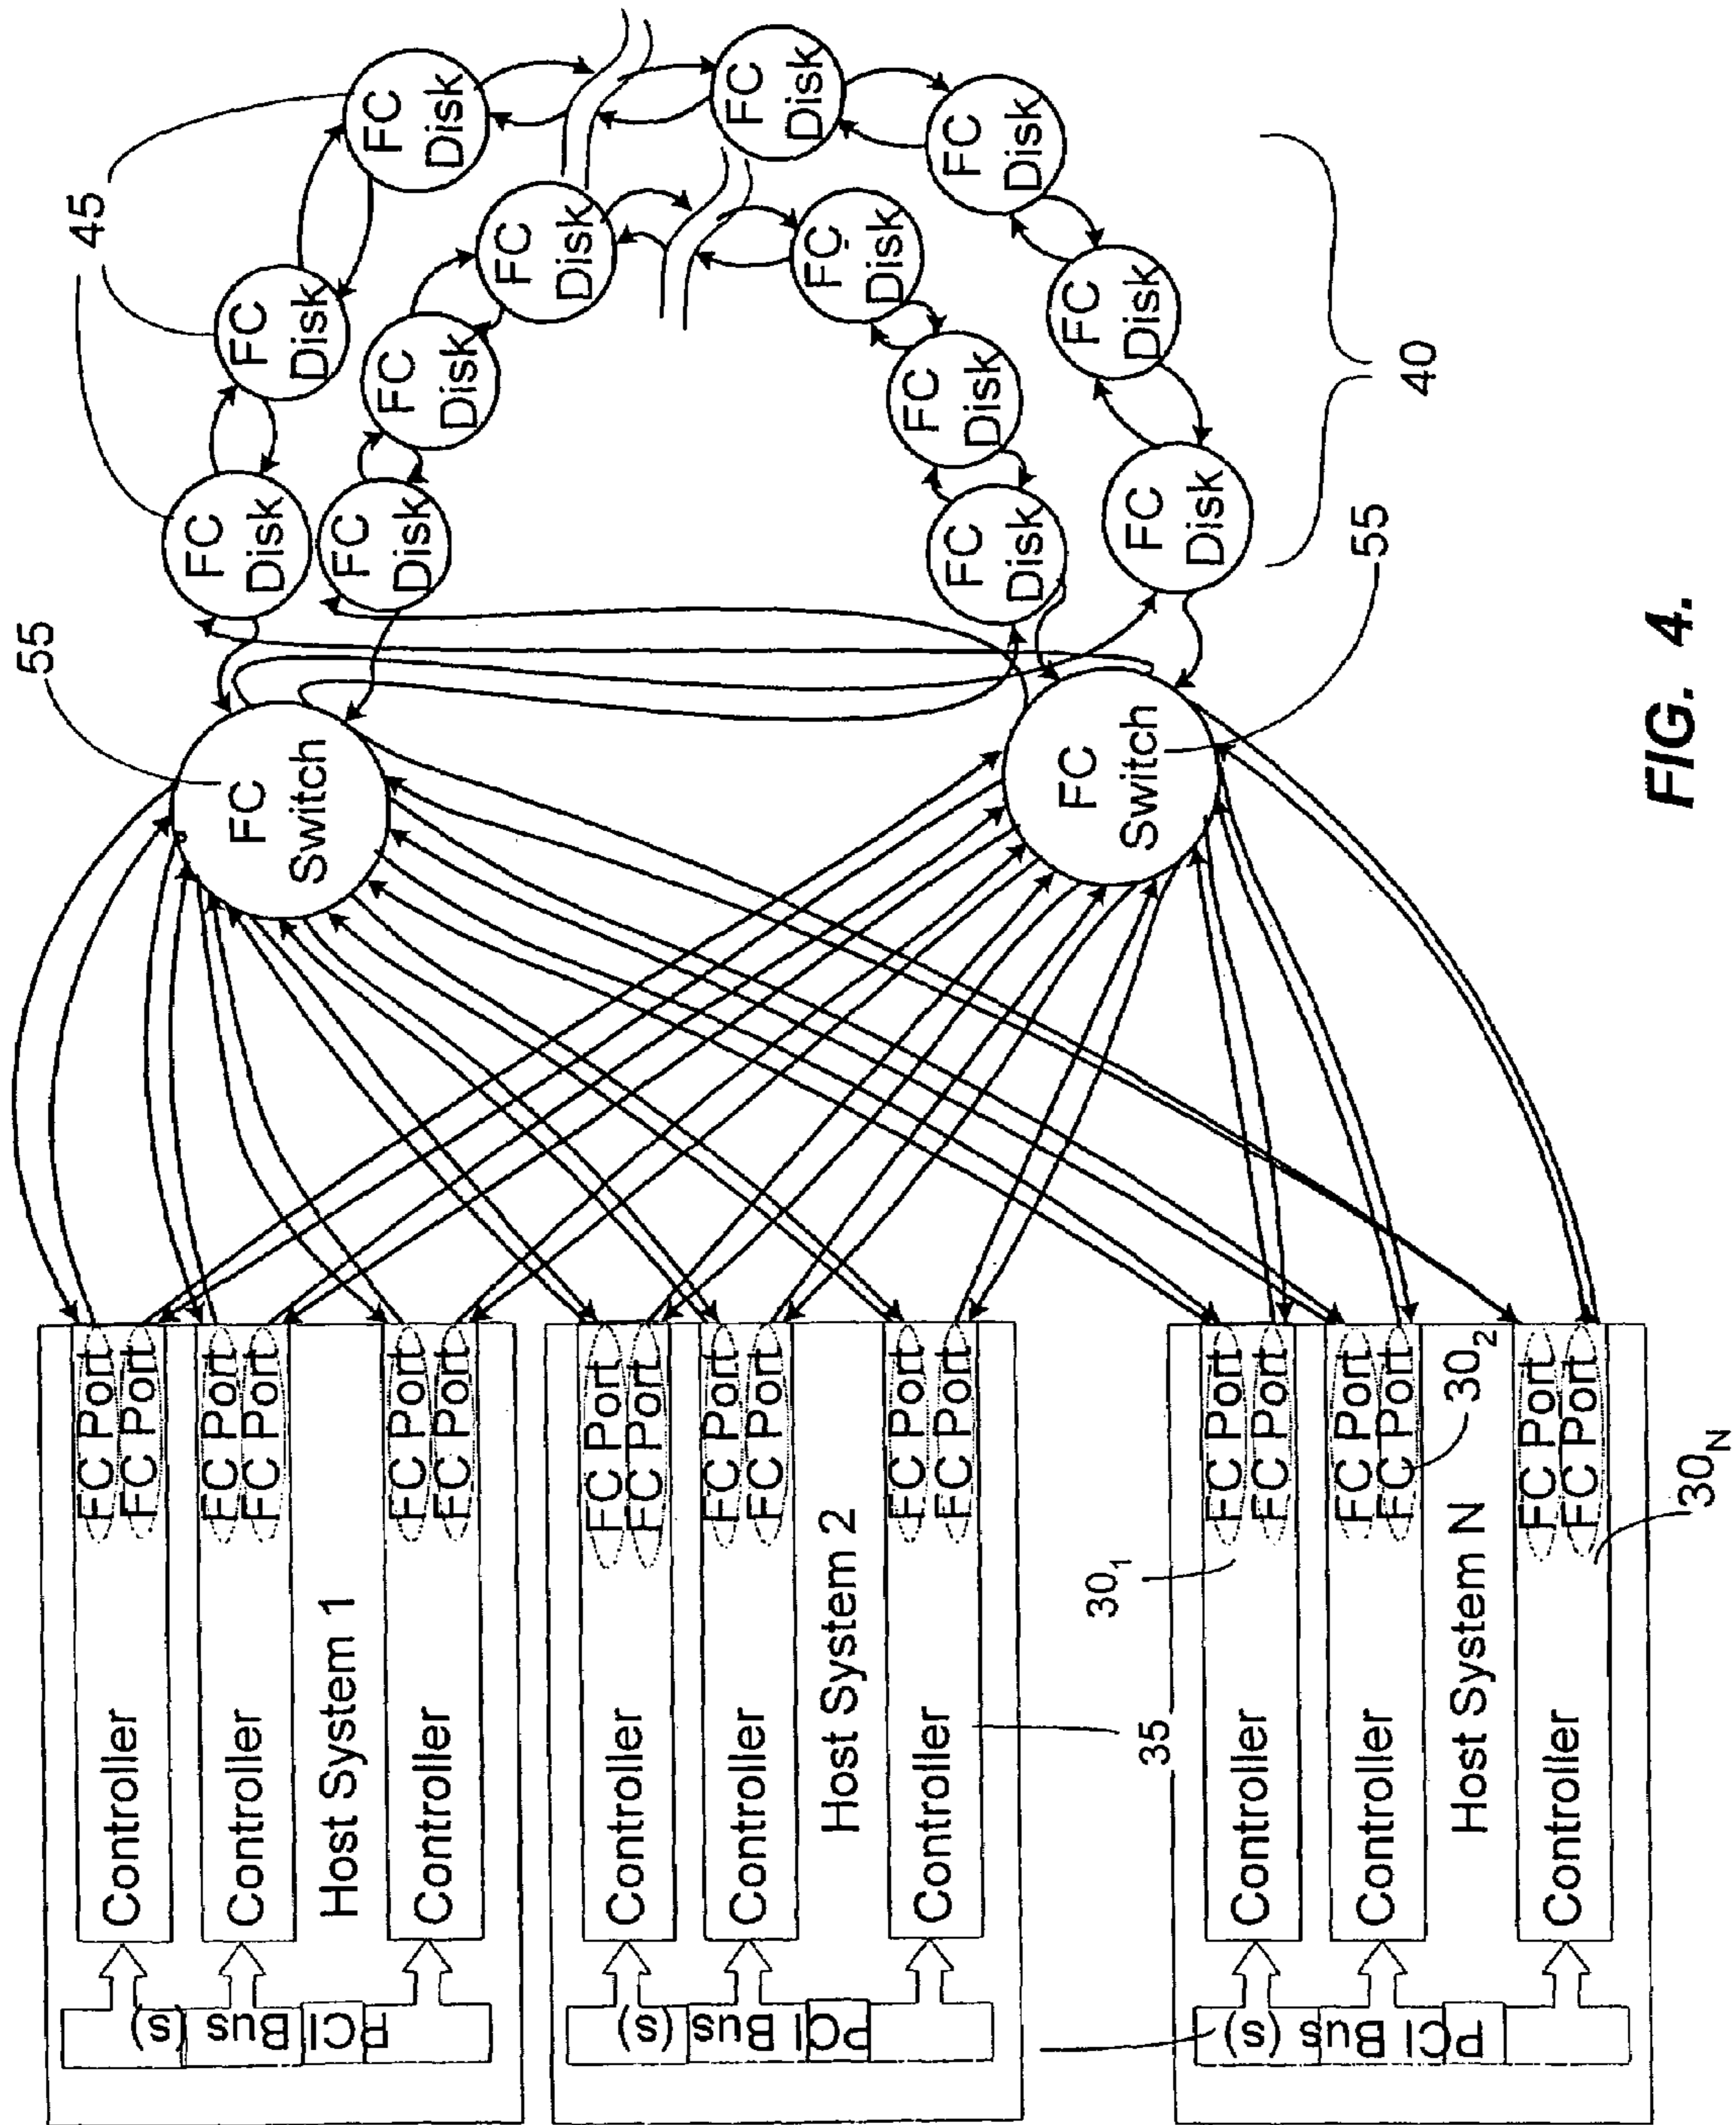 PCI Bus (s)
Controller
Controller
Controller
Host System 1
FC Port
FC Port
FC Port
FC Port
FC Port
FC Port
PCI Bus (s)
Controller
Controller
Controller
Host System 2
35
FC Port
FC Port
FC Port
FC Port
FC Port
FC Port
PCI Bus (s)
Controller
Controller
Controller
Host System N
30₁
30₂
30N
FC Port
FC Port
FC Port
FC Port
FC Port
FC Port
FC
Switch
55
FC
Switch
55
FC
Disk
FC
Disk
FC
Disk
FC
Disk
FC
Disk
FC
Disk
FC
Disk
FC
Disk
FC
Disk
FC
Disk
FC
Disk
FC
Disk
FC
Disk
45
40
FIG. 4.